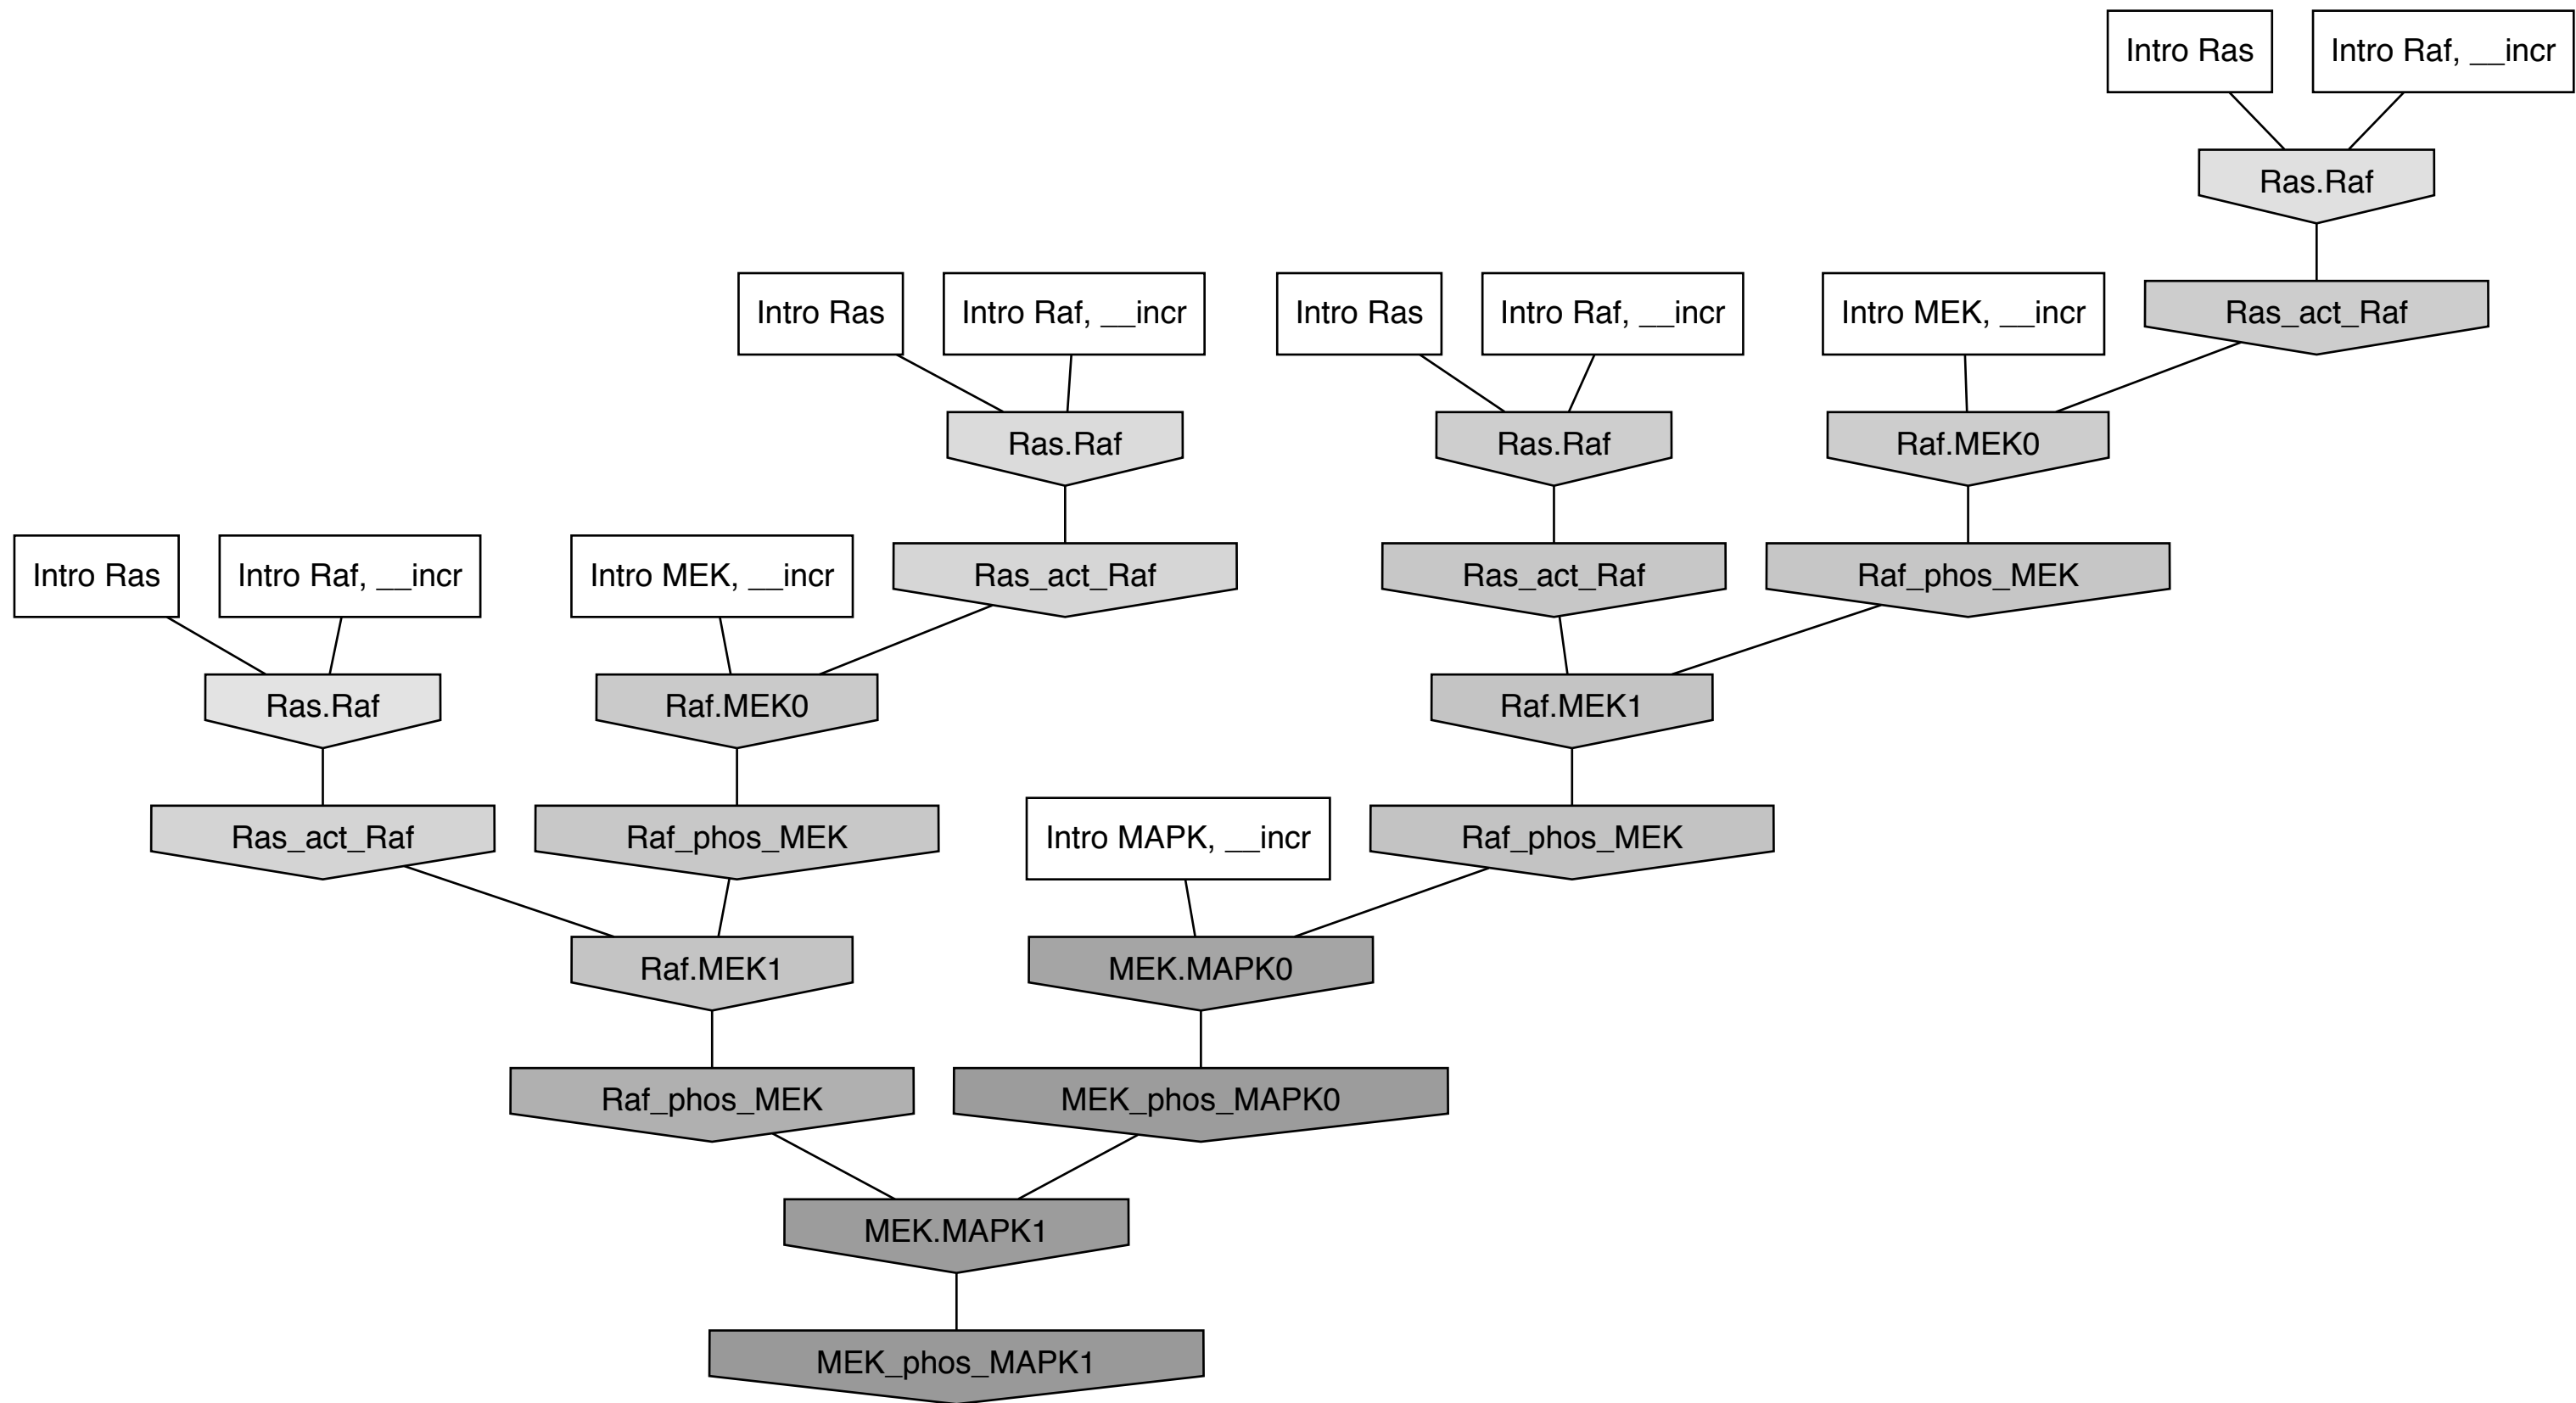 Intro Ras
Intro Raf, __incr
Ras.Raf
Intro Ras
Intro Raf, __incr
Intro Ras
Intro Raf, __incr
Intro MEK, __incr
Ras_act_Raf
Ras.Raf
Ras.Raf
Raf.MEK0
Intro Ras
Intro Raf, __incr
Intro MEK, __incr
Ras_act_Raf
Ras_act_Raf
Raf_phos_MEK
Ras.Raf
Raf.MEK0
Raf.MEK1
Ras_act_Raf
Raf_phos_MEK
Intro MAPK, __incr
Raf_phos_MEK
Raf.MEK1
MEK.MAPK0
Raf_phos_MEK
MEK_phos_MAPK0
MEK.MAPK1
MEK_phos_MAPK1